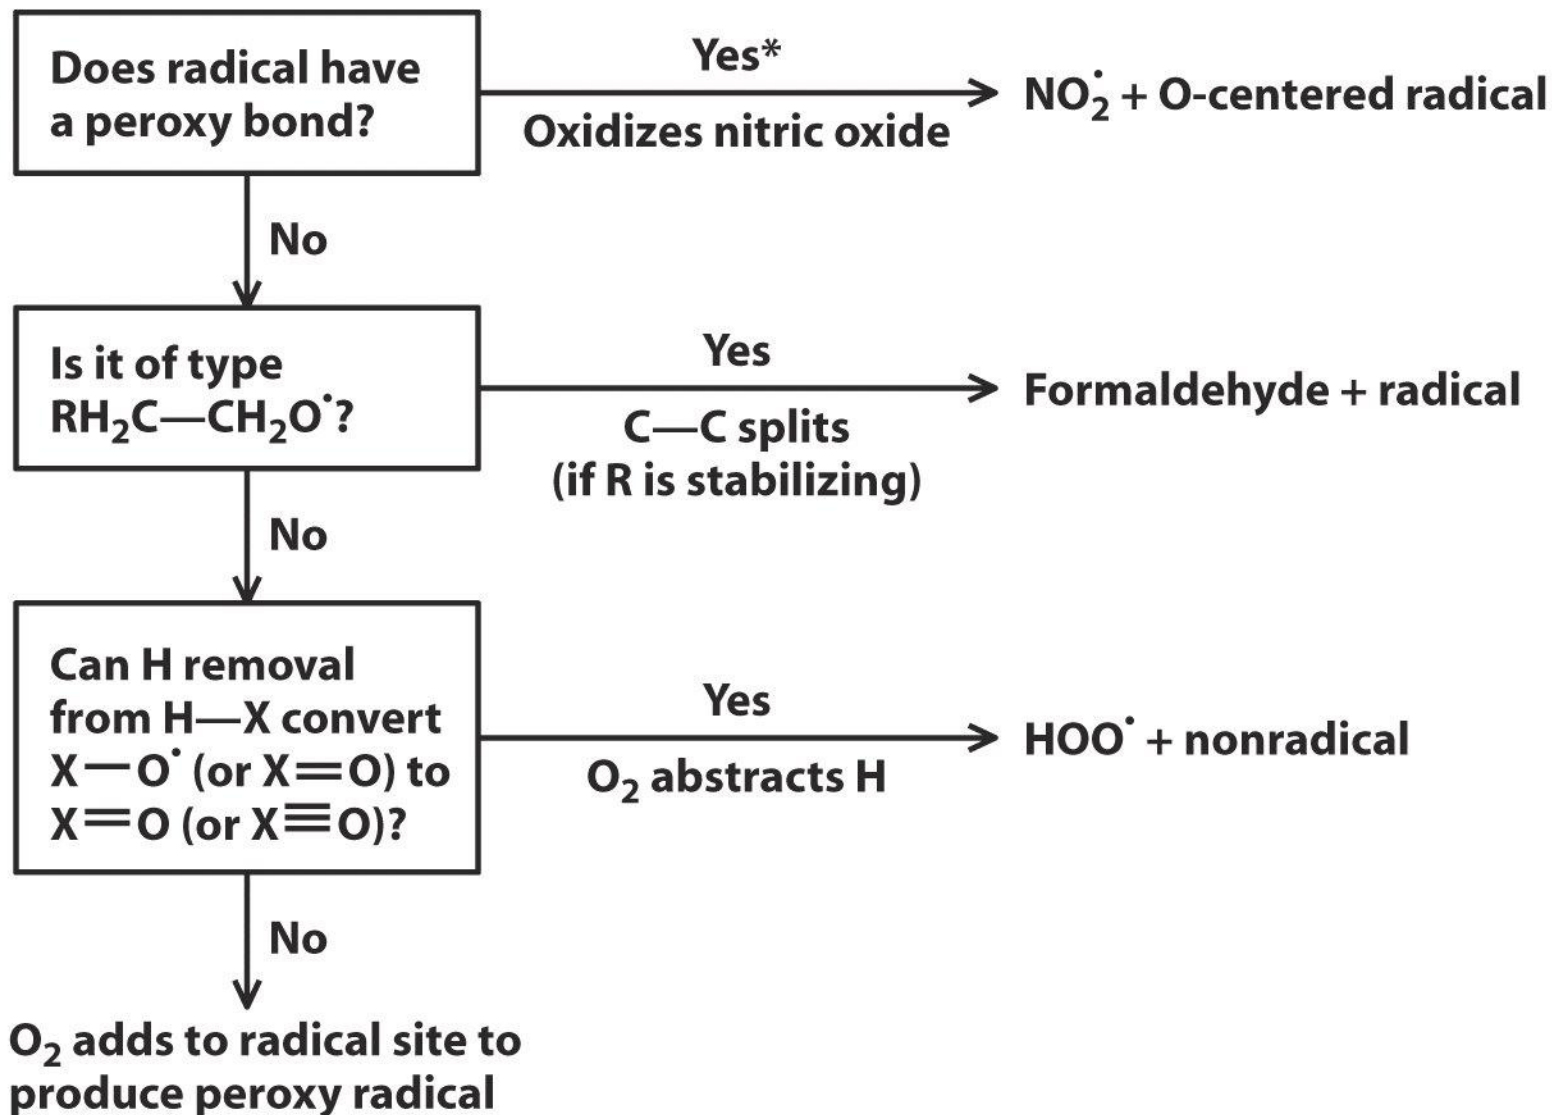 Does radical have
a peroxy bond?
Yes*
Oxidizes nitric oxide
NO₂• + O-centered radical
No
Is it of type
RH₂C—CH₂O•?
Yes
C—C splits
(if R is stabilizing)
Formaldehyde + radical
No
Can H removal
from H—X convert
X—O• (or X=O) to
X=O (or X≡O)?
Yes
O₂ abstracts H
HOO• + nonradical
No
O₂ adds to radical site to
produce peroxy radical